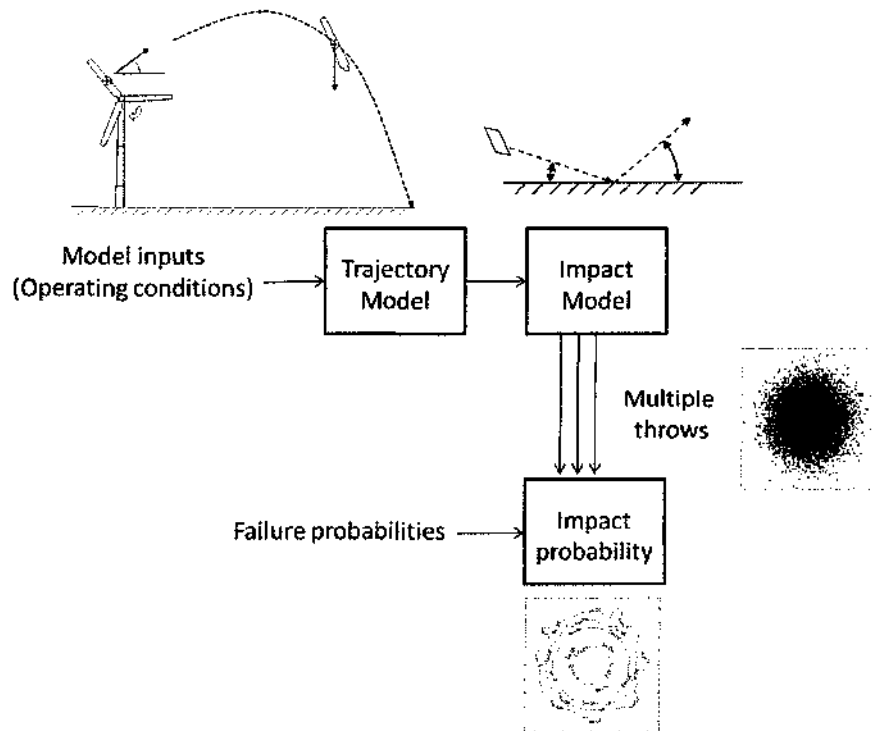 Model inputs
(Operating conditions)
Trajectory
Model
Impact
Model
Multiple
throws
Failure probabilities
Impact
probability